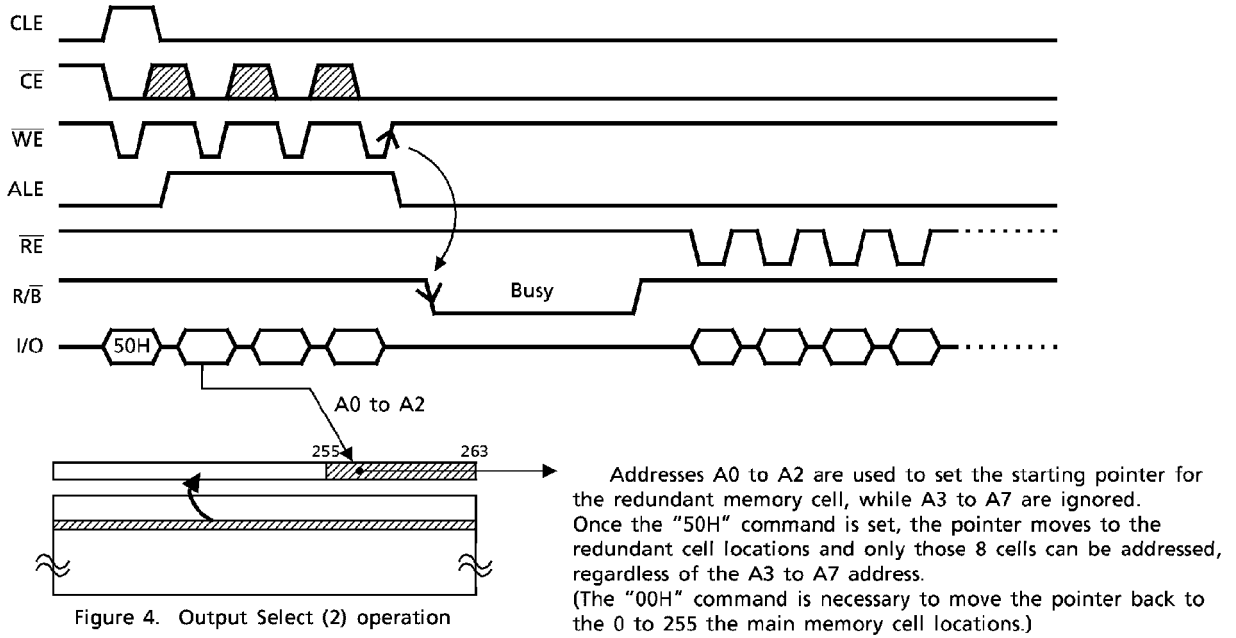 CLE
CE
WE
ALE
RE
R/B
Busy
I/O
50H
A0 to A2
255
263
Figure 4. Output Select (2) operation
Addresses A0 to A2 are used to set the starting pointer for
the redundant memory cell, while A3 to A7 are ignored.
Once the "50H" command is set, the pointer moves to the
redundant cell locations and only those 8 cells can be addressed,
regardless of the A3 to A7 address.
(The "00H" command is necessary to move the pointer back to
the 0 to 255 the main memory cell locations.)